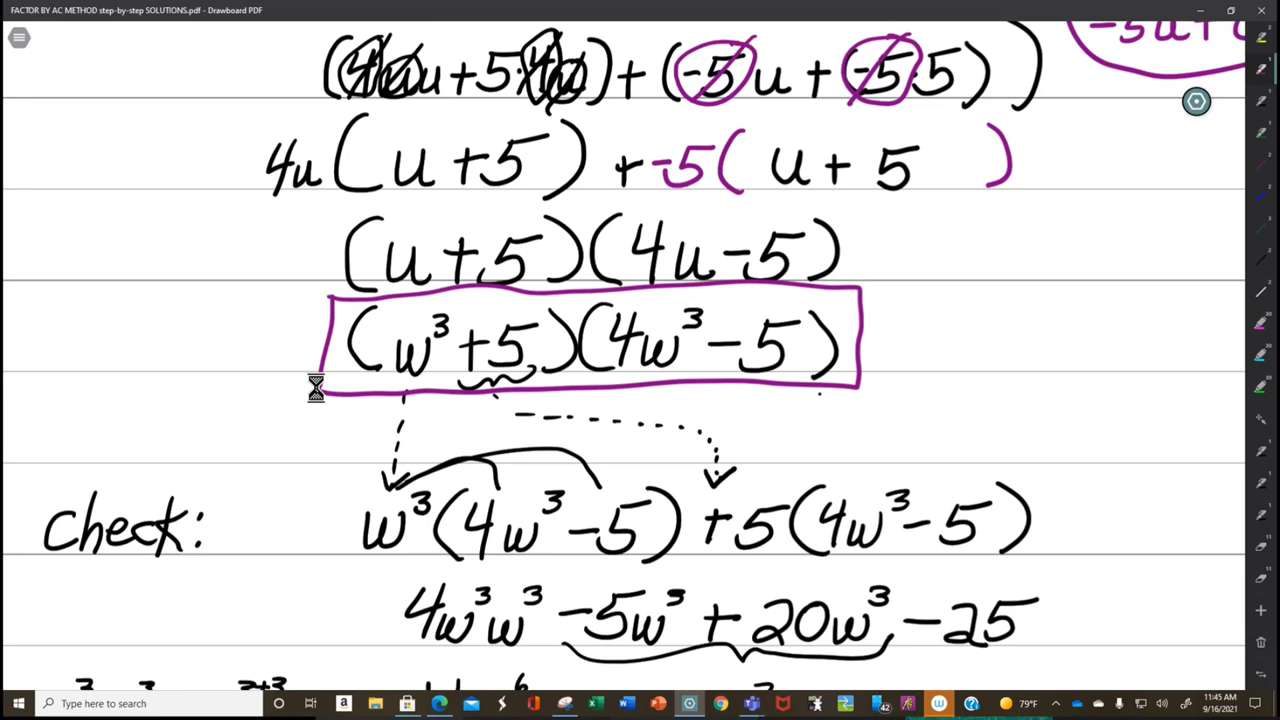 FACTOR BY AC METHOD step-by-step SOLUTIONS.pdf - Drawboard PDF
(4uu+5·4u)+(-5u+(-5·5)
4u(u+5)+-5(u+5)
(u+5)(4u-5)
(w³+5)(4w³-5)
check: w³(4w³-5)+5(4w³-5)
4w³w³-5w³+20w³-25
Type here to search
42
79°F
11:45 AM
9/16/2021